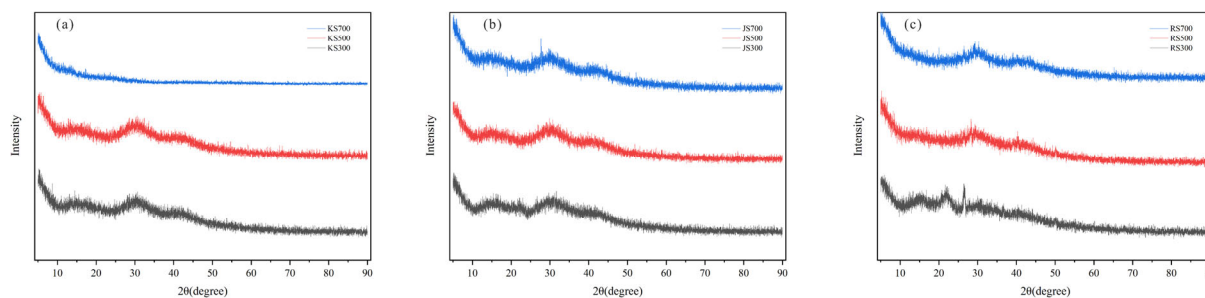 (a)
KS700
KS500
KS300
Intensity
10 20 30 40 50 60 70 80 90
2θ(degree)
(b)
JS700
JS500
JS300
Intensity
10 20 30 40 50 60 70 80 90
2θ(degree)
(c)
RS700
RS500
RS300
Intensity
10 20 30 40 50 60 70 80
2θ(degree)